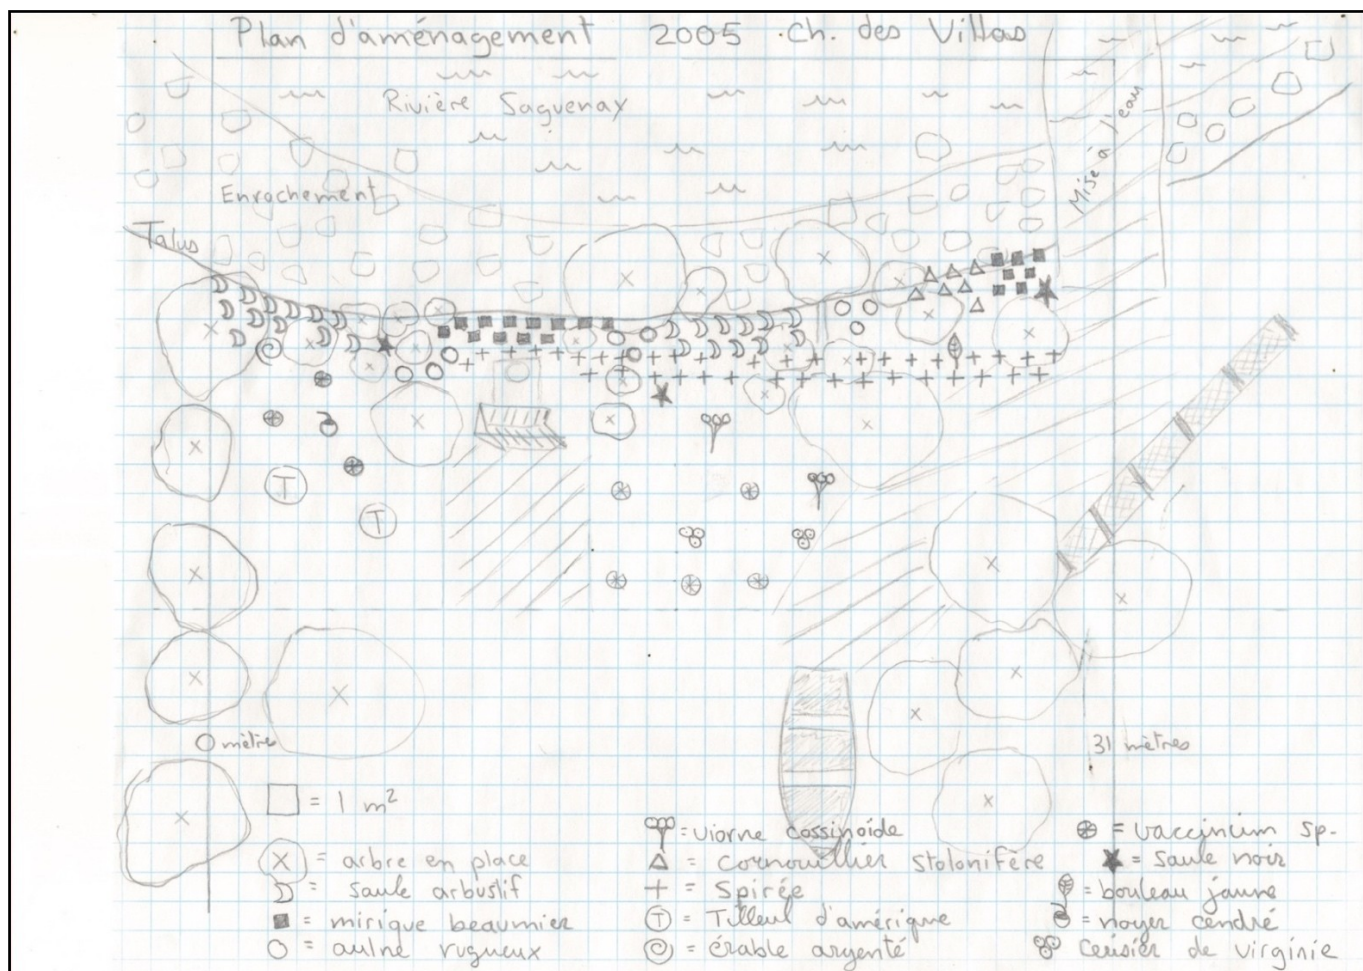 Plan d'aménagement 2005 Ch. des Villas
Rivière Saguenay
Mise à l'eau
Enrochement
Talus
T
T
0 mètres
31 mètres
= 1 m²
= arbre en place
= saule arbustif
= mirique beaumier
= aulne rugueux
= viorne cassinoïde
= cornouillier stolonifère
= Spirée
T = Tilleul d'amérique
= érable argenté
= vaccinium sp.
= saule noir
= bouleau jaune
= noyer cendré
cerisier de virginie